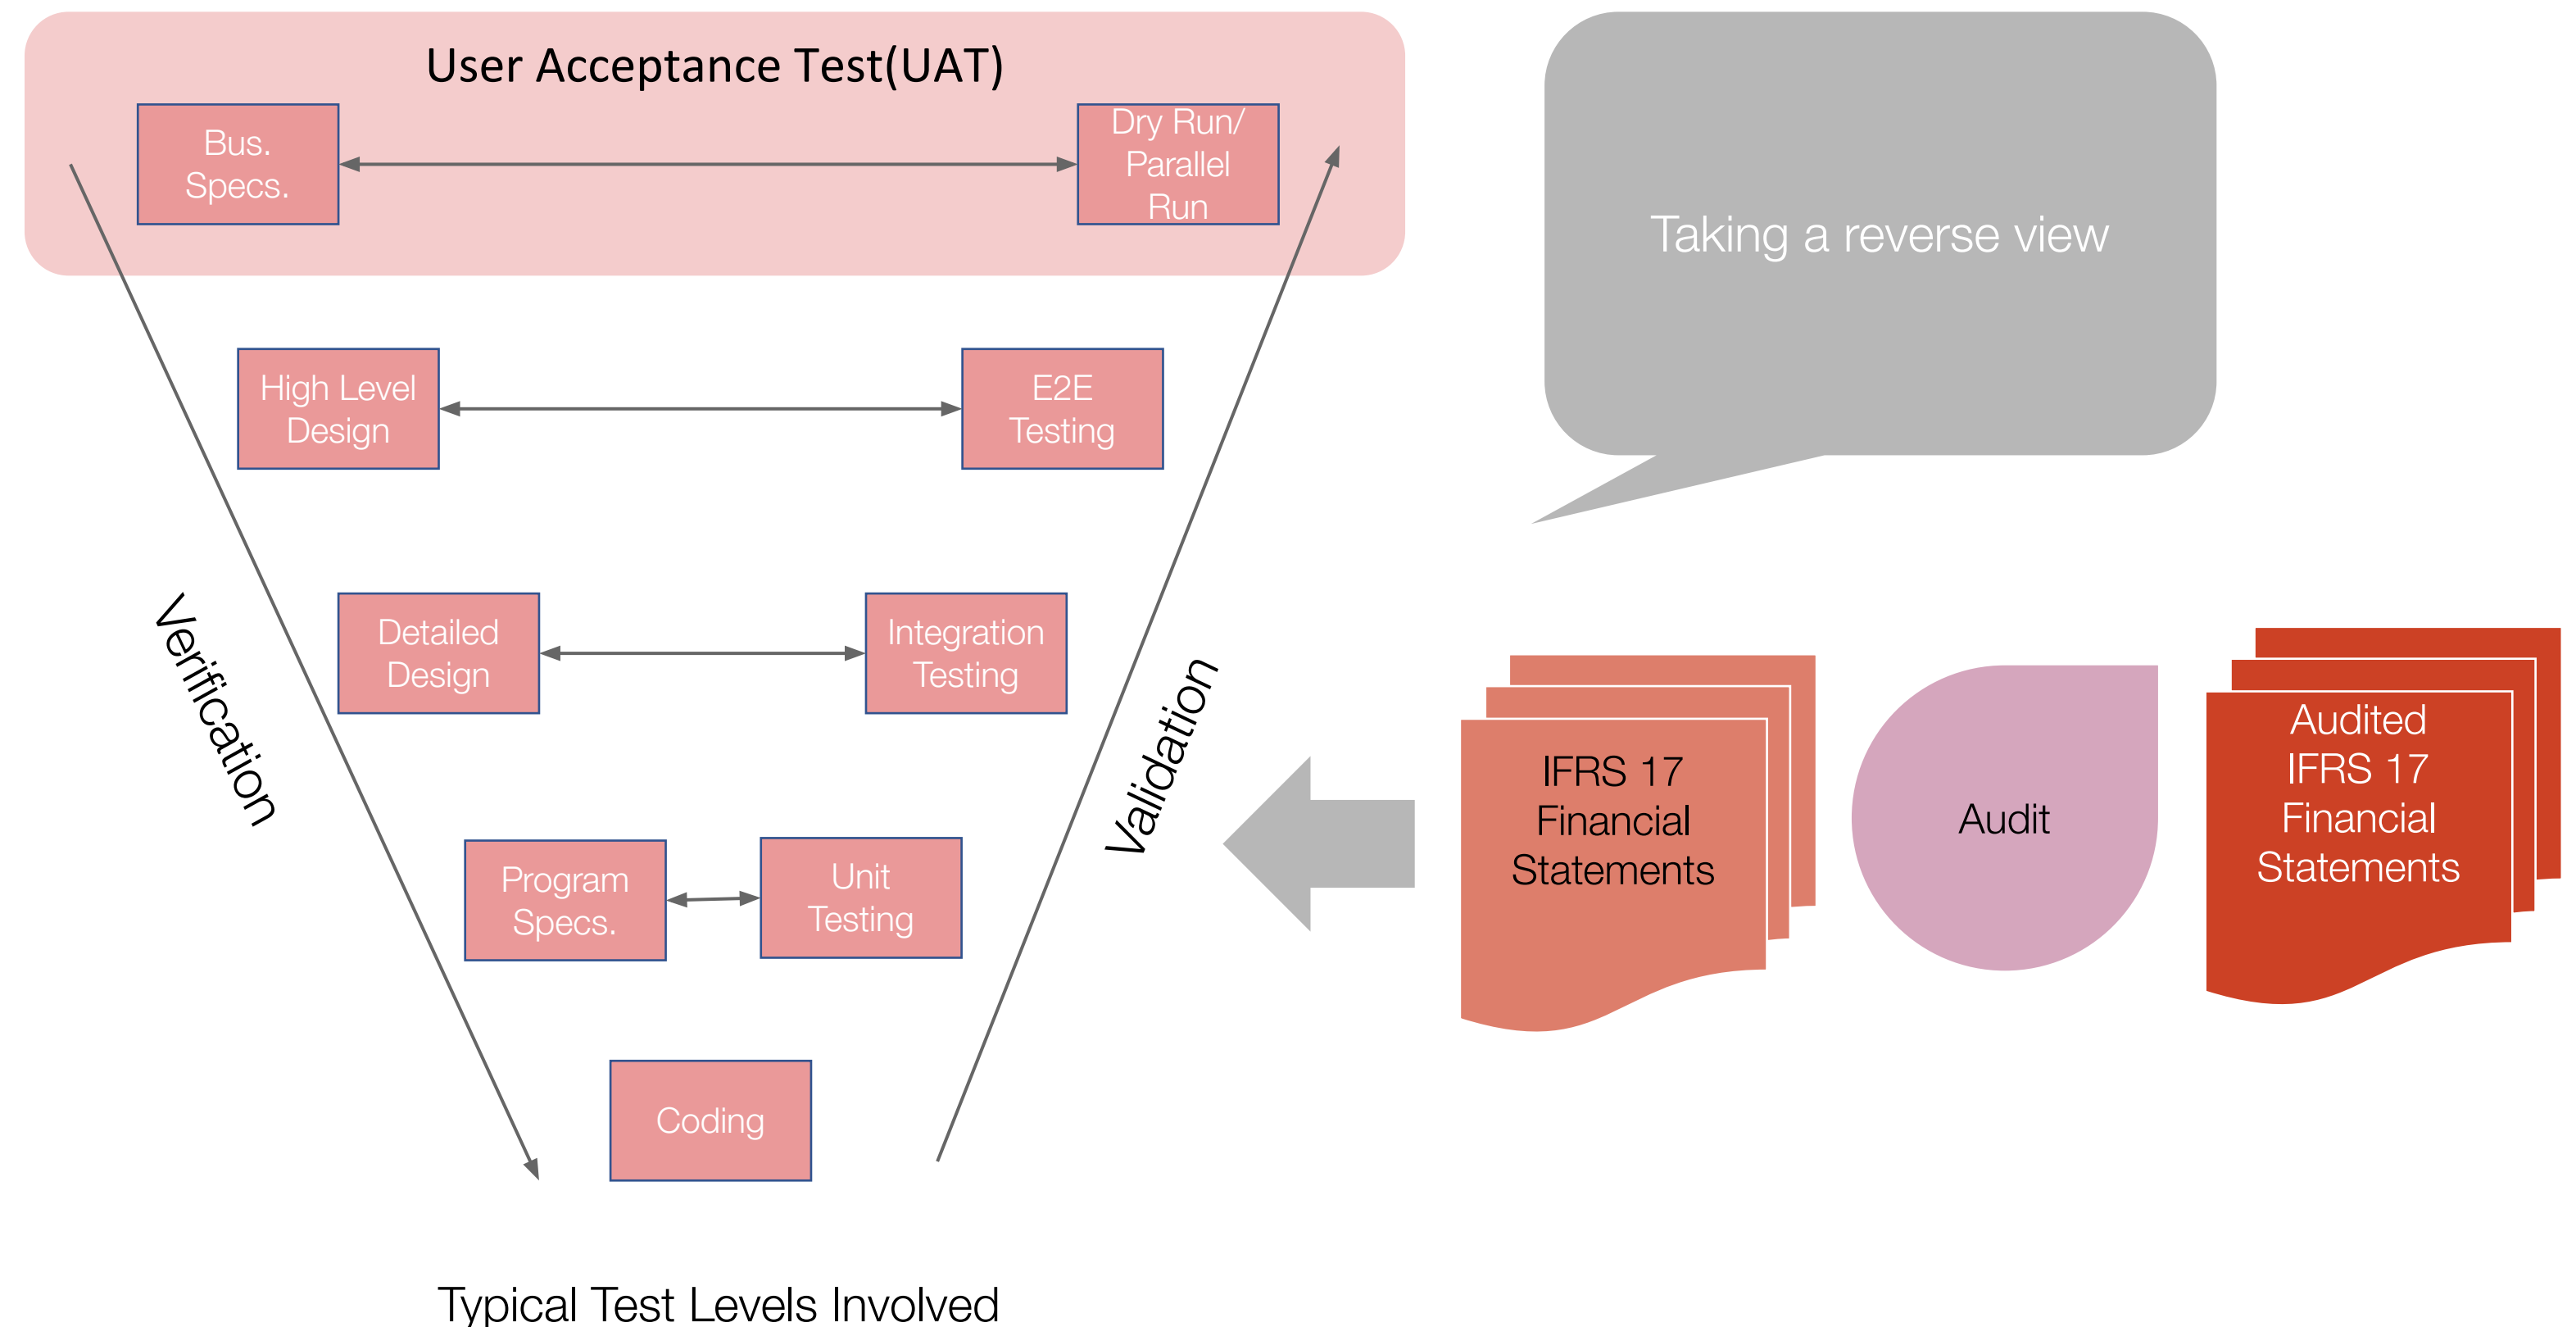 User Acceptance Test(UAT)
Bus.
Specs.
Dry Run/
Parallel
Run
High Level
Design
E2E
Testing
Detailed
Design
Integration
Testing
Program
Specs.
Unit
Testing
Coding
Verification
Validation
Typical Test Levels Involved
Taking a reverse view
IFRS 17
Financial
Statements
Audit
Audited
IFRS 17
Financial
Statements